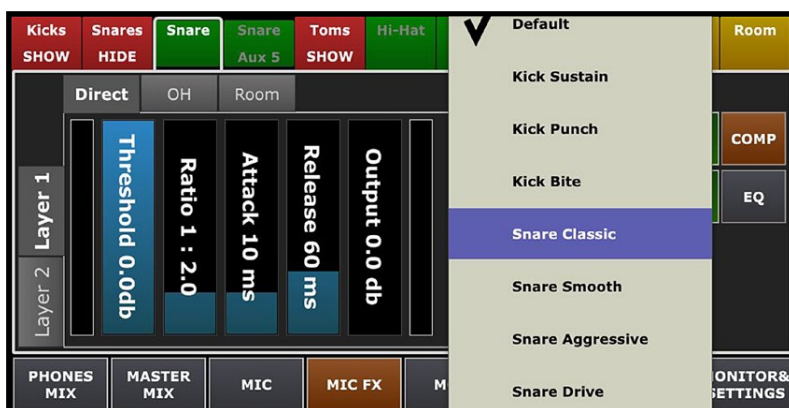 Kicks
SHOW
Snares
HIDE
Snare
Snare
Aux 5
Toms
SHOW
Hi-Hat
Room
Direct
OH
Room
Layer 1
Layer 2
Threshold 0.0db
Ratio 1 : 2.0
Attack 10 ms
Release 60 ms
Output 0.0 db
Default
Kick Sustain
Kick Punch
Kick Bite
Snare Classic
Snare Smooth
Snare Aggressive
Snare Drive
COMP
EQ
PHONES
MIX
MASTER
MIX
MIC
MIC FX
ONITOR&
SETTINGS